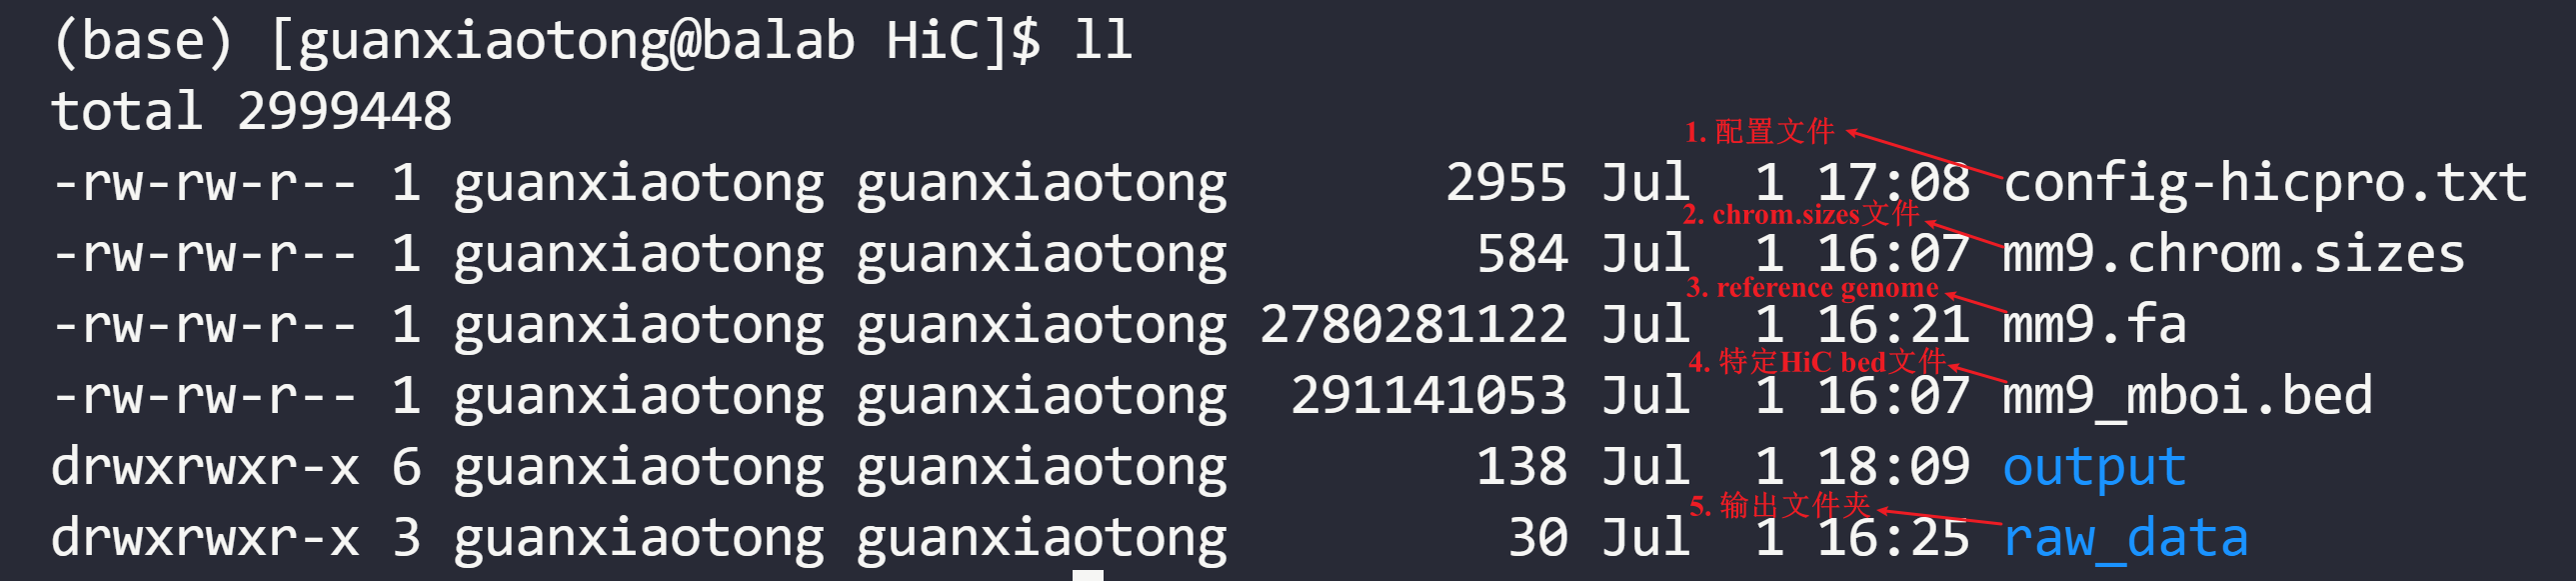 (base) [guanxiaotong@balab HiC]$ ll
total 2999448
1. 配置文件
-rw-rw-r-- 1 guanxiaotong guanxiaotong 2955 Jul 1 17:08 config-hicpro.txt
2. chrom.sizes文件
-rw-rw-r-- 1 guanxiaotong guanxiaotong 584 Jul 1 16:07 mm9.chrom.sizes
3. reference genome
-rw-rw-r-- 1 guanxiaotong guanxiaotong 2780281122 Jul 1 16:21 mm9.fa
4. 特定HiC bed文件
-rw-rw-r-- 1 guanxiaotong guanxiaotong 291141053 Jul 1 16:07 mm9_mboi.bed
drwxrwxr-x 6 guanxiaotong guanxiaotong 138 Jul 1 18:09 output
5. 输出文件夹
drwxrwxr-x 3 guanxiaotong guanxiaotong 30 Jul 1 16:25 raw_data